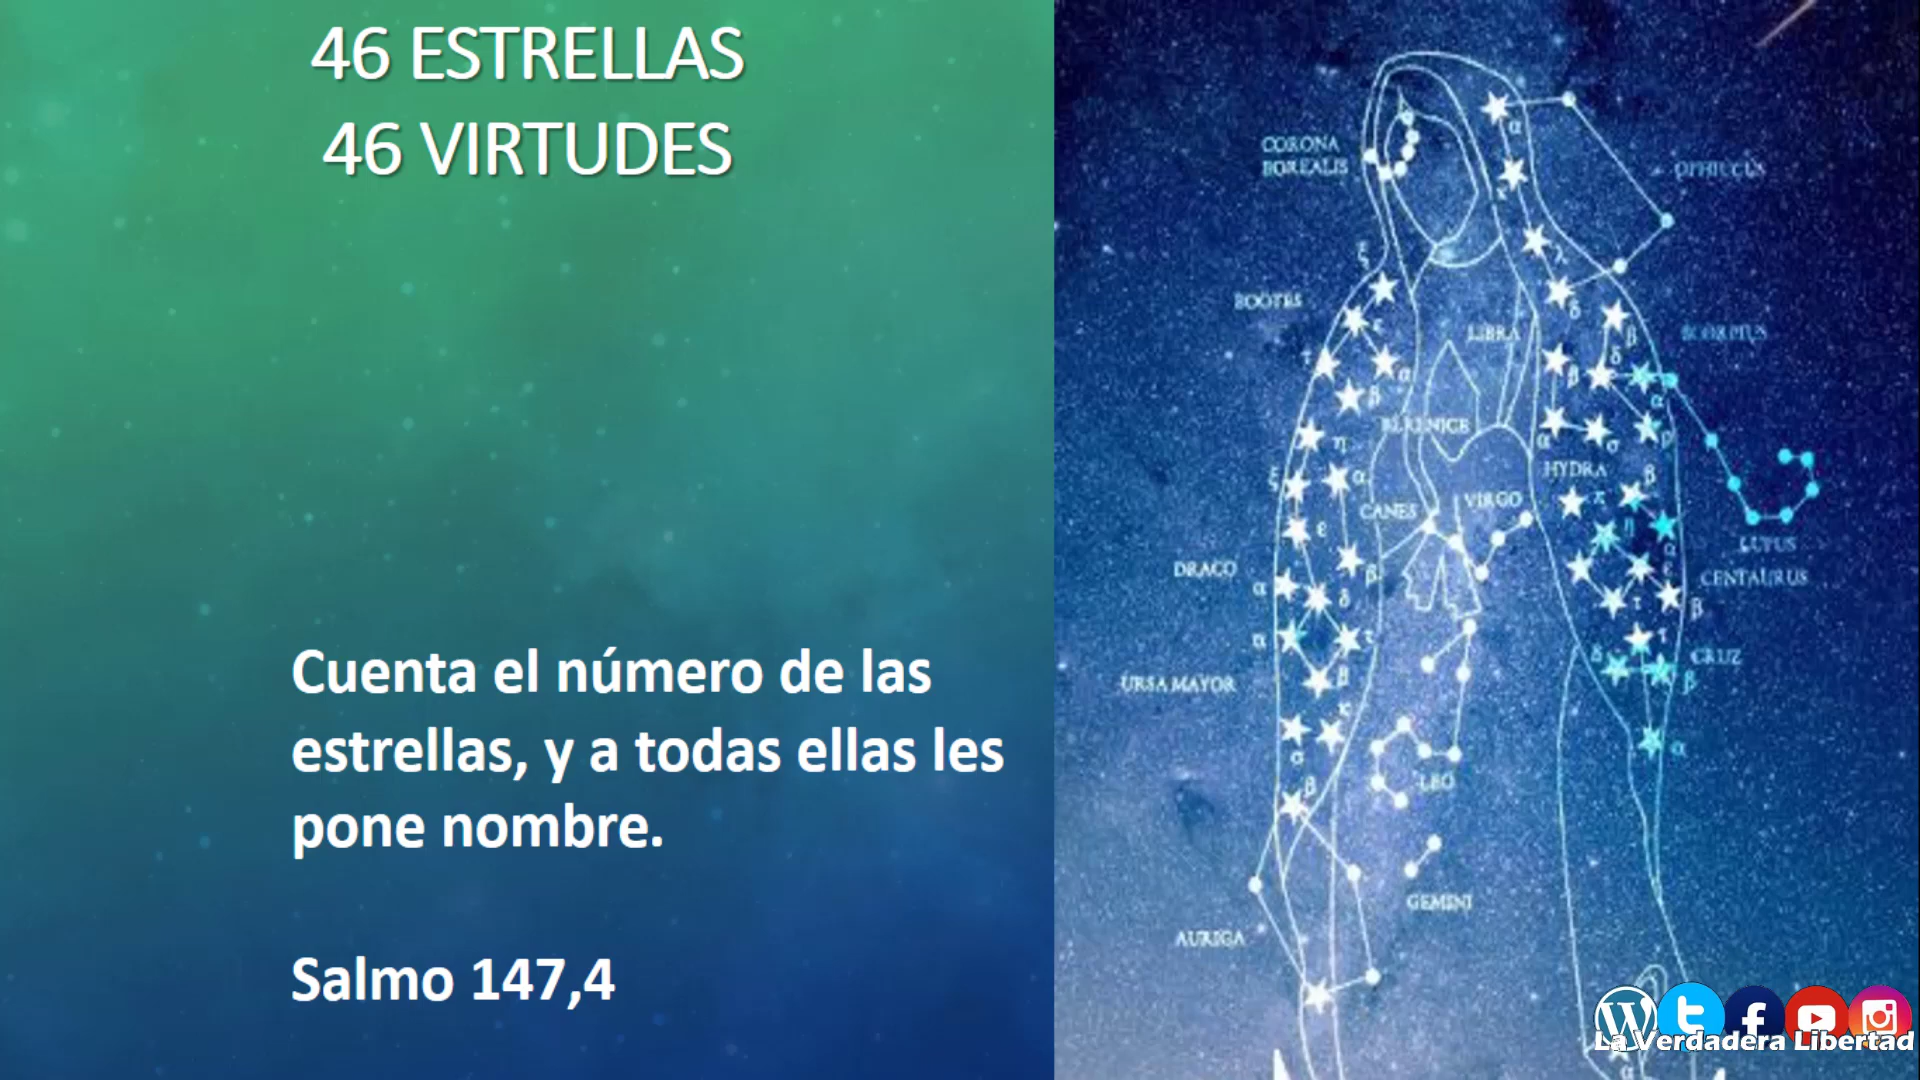 46 ESTRELLAS
46 VIRTUDES
Cuenta el número de las
estrellas, y a todas ellas les
pone nombre.
Salmo 147,4
CORONA
BOREALIS
OPHIUCUS
BOOTES
LIBRA
SCORPIUS
BERENICE
HYDRA
CANES
VIRGO
LUPUS
DRACO
CENTAURUS
CRUZ
URSA MAYOR
LEO
GEMINI
AURIGA
La Verdadera Libertad